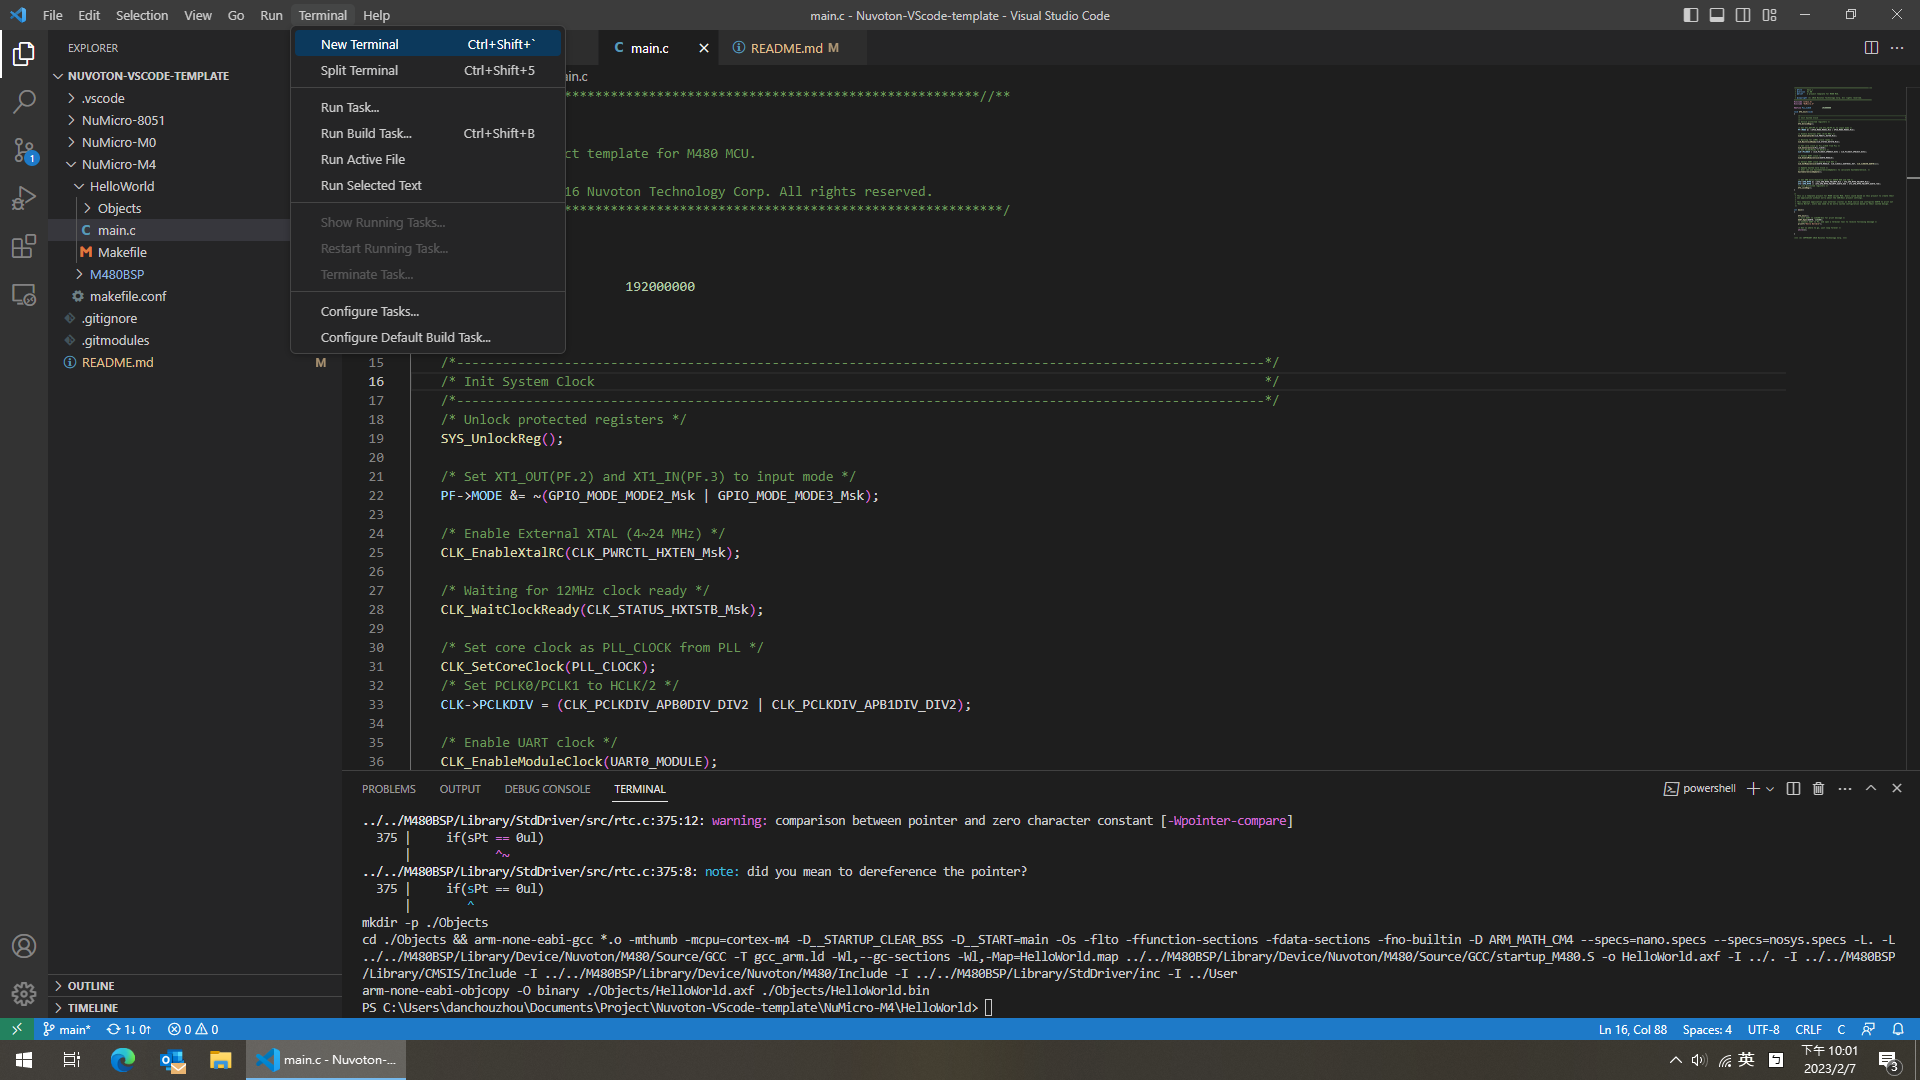 File Edit Selection View Go Run Terminal Help
main.c - Nuvoton-VScode-template - Visual Studio Code
EXPLORER
NUVOTON-VSCODE-TEMPLATE
.vscode
NuMicro-8051
NuMicro-M0
NuMicro-M4
HelloWorld
Objects
main.c
Makefile
M480BSP
makefile.conf
.gitignore
.gitmodules
README.md M
OUTLINE
TIMELINE
1
New Terminal Ctrl+Shift+`
Split Terminal Ctrl+Shift+5
Run Task...
Run Build Task... Ctrl+Shift+B
Run Active File
Run Selected Text
Show Running Tasks...
Restart Running Task...
Terminate Task...
Configure Tasks...
Configure Default Build Task...
C main.c
README.md M
in.c
******************************************************//**
ct template for M480 MCU.
16 Nuvoton Technology Corp. All rights reserved.
*********************************************************/
192000000
15 /*---------------------------------------------------------------------------------------------------------*/
16 /* Init System Clock */
17 /*---------------------------------------------------------------------------------------------------------*/
18 /* Unlock protected registers */
19 SYS_UnlockReg();
20
21 /* Set XT1_OUT(PF.2) and XT1_IN(PF.3) to input mode */
22 PF->MODE &= ~(GPIO_MODE_MODE2_Msk | GPIO_MODE_MODE3_Msk);
23
24 /* Enable External XTAL (4~24 MHz) */
25 CLK_EnableXtalRC(CLK_PWRCTL_HXTEN_Msk);
26
27 /* Waiting for 12MHz clock ready */
28 CLK_WaitClockReady(CLK_STATUS_HXTSTB_Msk);
29
30 /* Set core clock as PLL_CLOCK from PLL */
31 CLK_SetCoreClock(PLL_CLOCK);
32 /* Set PCLK0/PCLK1 to HCLK/2 */
33 CLK->PCLKDIV = (CLK_PCLKDIV_APB0DIV_DIV2 | CLK_PCLKDIV_APB1DIV_DIV2);
34
35 /* Enable UART clock */
36 CLK_EnableModuleClock(UART0_MODULE);
PROBLEMS OUTPUT DEBUG CONSOLE TERMINAL
powershell
../../M480BSP/Library/StdDriver/src/rtc.c:375:12: warning: comparison between pointer and zero character constant [-Wpointer-compare]
375 | if(sPt == 0ul)
| ^~
../../M480BSP/Library/StdDriver/src/rtc.c:375:8: note: did you mean to dereference the pointer?
375 | if(sPt == 0ul)
| ^
mkdir -p ./Objects
cd ./Objects && arm-none-eabi-gcc *.o -mthumb -mcpu=cortex-m4 -D__STARTUP_CLEAR_BSS -D__START=main -Os -flto -ffunction-sections -fdata-sections -fno-builtin -D ARM_MATH_CM4 --specs=nano.specs --specs=nosys.specs -L. -L
../../M480BSP/Library/Device/Nuvoton/M480/Source/GCC -T gcc_arm.ld -Wl,--gc-sections -Wl,-Map=HelloWorld.map ../../M480BSP/Library/Device/Nuvoton/M480/Source/GCC/startup_M480.S -o HelloWorld.axf -I ../. -I ../../M480BSP
/Library/CMSIS/Include -I ../../M480BSP/Library/Device/Nuvoton/M480/Include -I ../../M480BSP/Library/StdDriver/inc -I ../User
arm-none-eabi-objcopy -O binary ./Objects/HelloWorld.axf ./Objects/HelloWorld.bin
PS C:\Users\danchouzhou\Documents\Project\Nuvoton-VScode-template\NuMicro-M4\HelloWorld>
main* 1↓ 0↑ 0 0
Ln 16, Col 88 Spaces: 4 UTF-8 CRLF C
main.c - Nuvoton-...
英
下午 10:01
2023/2/7
3